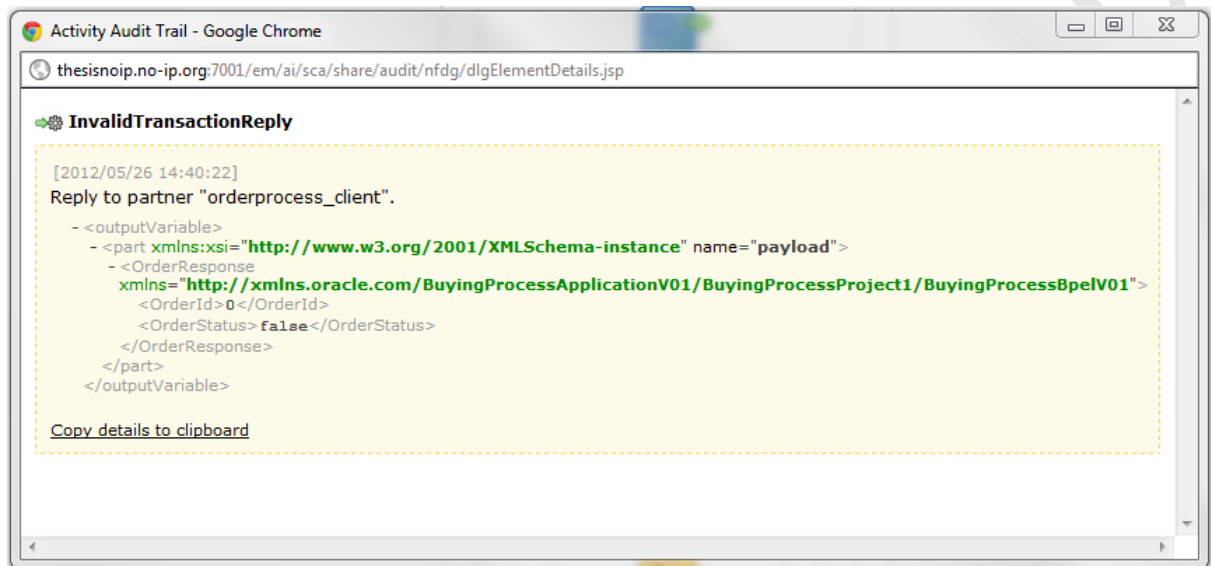 Activity Audit Trail - Google Chrome
thesisnoip.no-ip.org:7001/em/ai/sca/share/audit/nfdg/dlgElementDetails.jsp
InvalidTransactionReply
[2012/05/26 14:40:22]
Reply to partner "orderprocess_client".
- <outputVariable>
- <part xmlns:xsi="http://www.w3.org/2001/XMLSchema-instance" name="payload">
- <OrderResponse
xmlns="http://xmlns.oracle.com/BuyingProcessApplicationV01/BuyingProcessProject1/BuyingProcessBpelV01">
<OrderId>0</OrderId>
<OrderStatus>false</OrderStatus>
</OrderResponse>
</part>
</outputVariable>
Copy details to clipboard